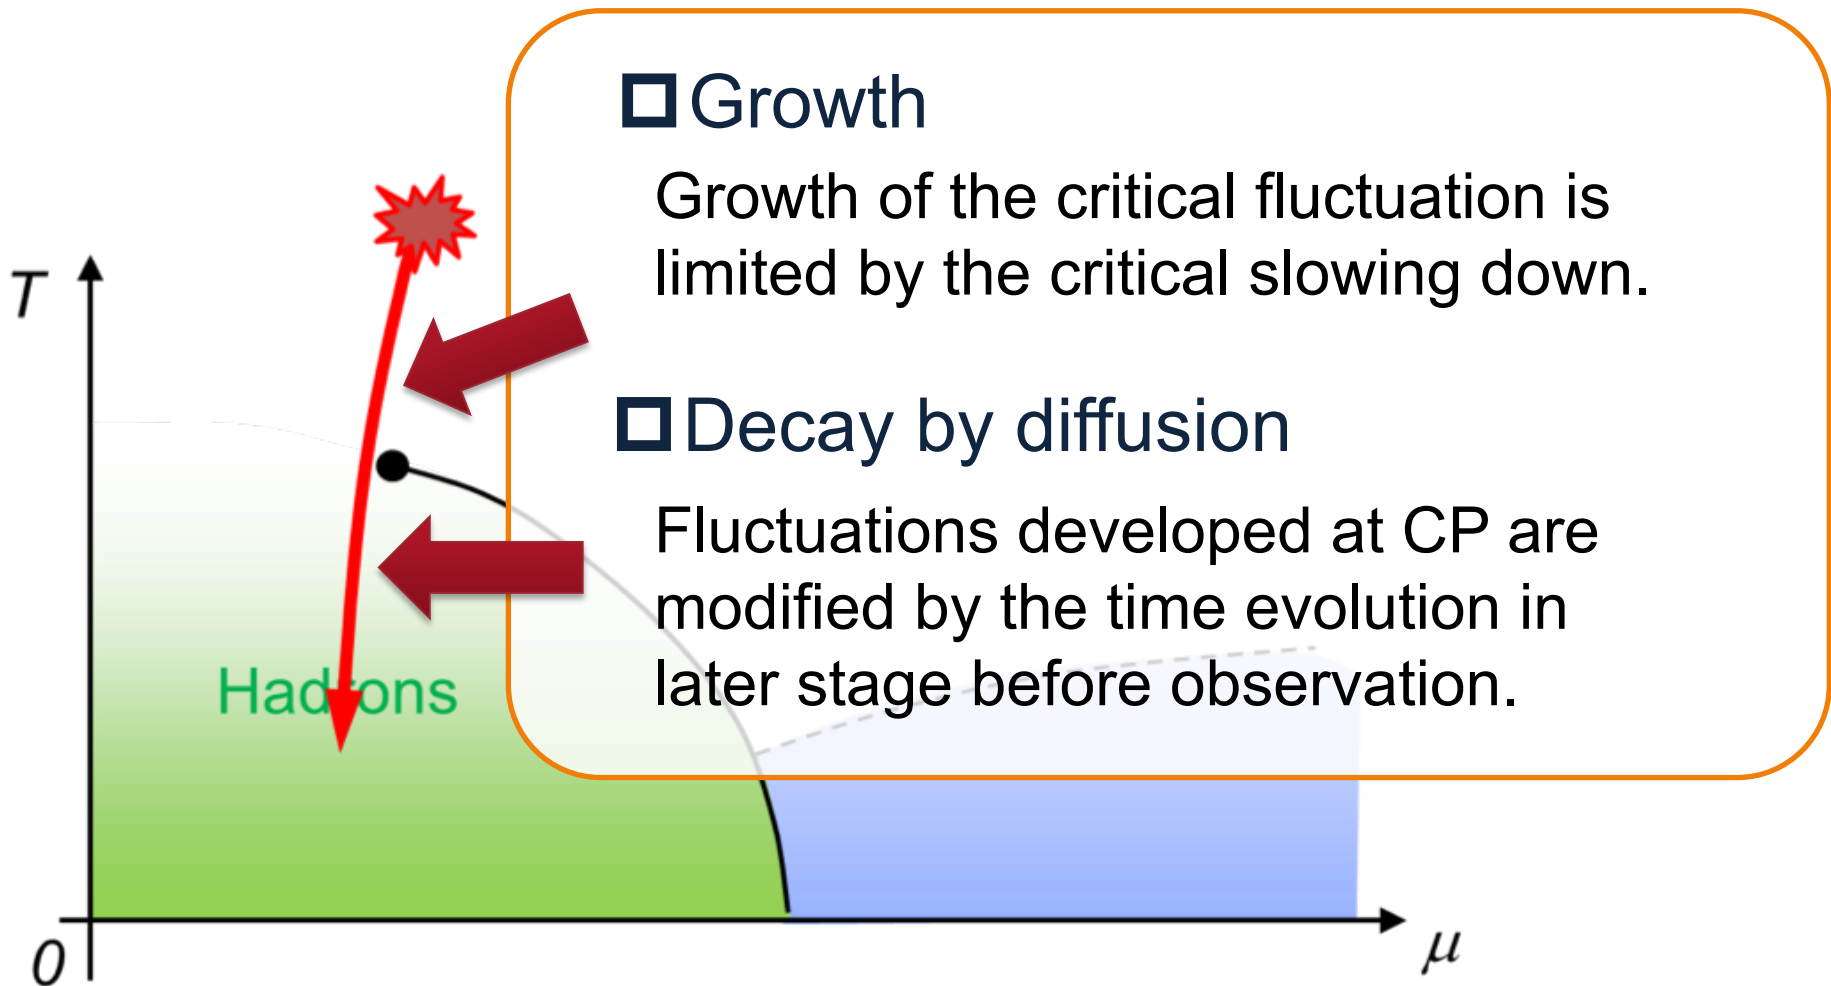 Growth
Growth of the critical fluctuation is
limited by the critical slowing down.
T
Decay by diffusion
Fluctuations developed at CP are
modified by the time evolution in
later stage before observation.
Hadrons
0
μ